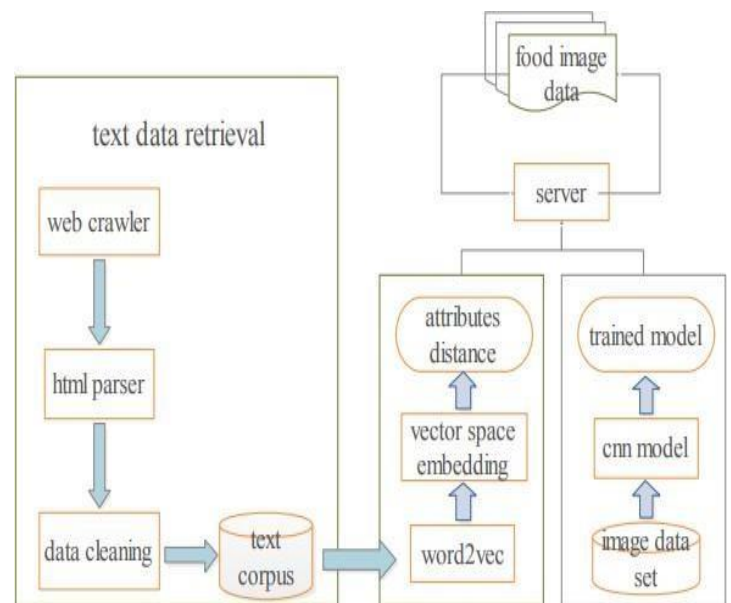 food image
data
text data retrieval
server
web crawler
html parser
data cleaning
text
corpus
attributes
distance
vector space
embedding
word2vec
trained model
cnn model
image data
set